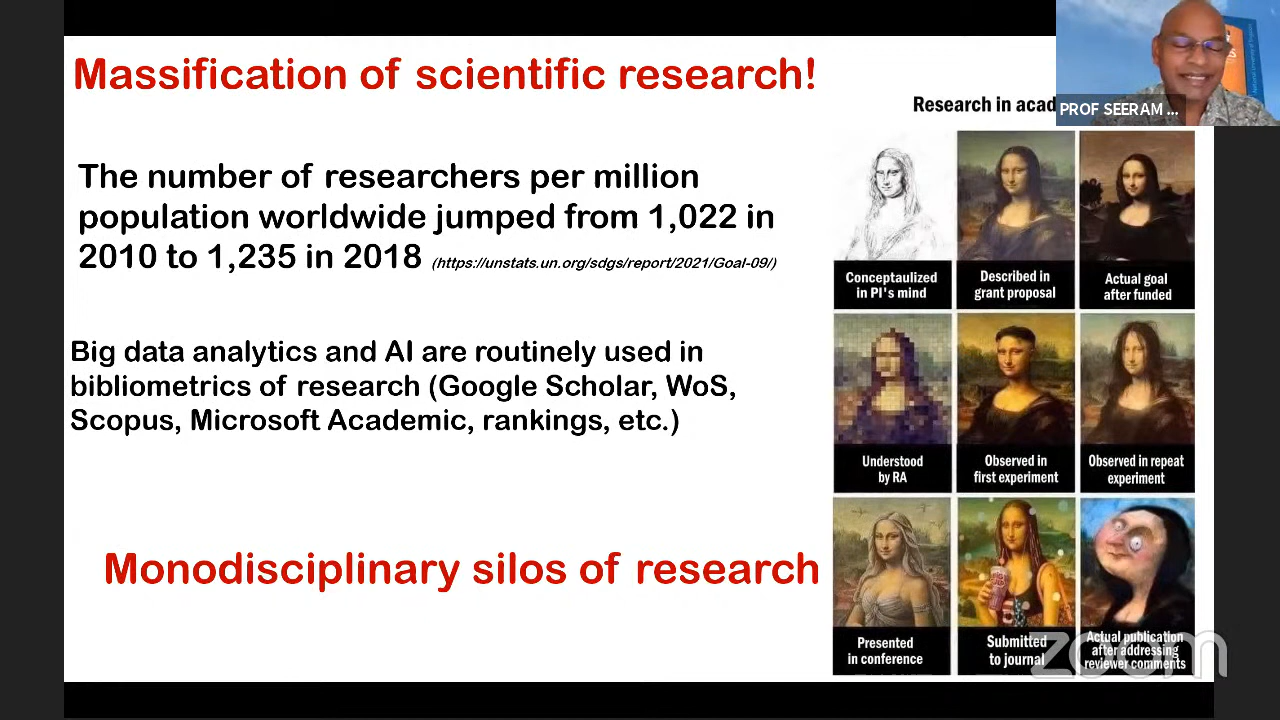 Massification of scientific research!
The number of researchers per million
population worldwide jumped from 1,022 in
2010 to 1,235 in 2018 (https://unstats.un.org/sdgs/report/2021/Goal-09/)
Big data analytics and AI are routinely used in
bibliometrics of research (Google Scholar, WoS,
Scopus, Microsoft Academic, rankings, etc.)
Monodisciplinary silos of research
PROF SEERAM ...
Research in acad
Conceptaulized
in PI's mind
Described in
grant proposal
Actual goal
after funded
Understood
by RA
Observed in
first experiment
Observed in repeat
experiment
Presented
in conference
Submitted
to journal
Actual publication
after addressing
reviewer comments
zoom